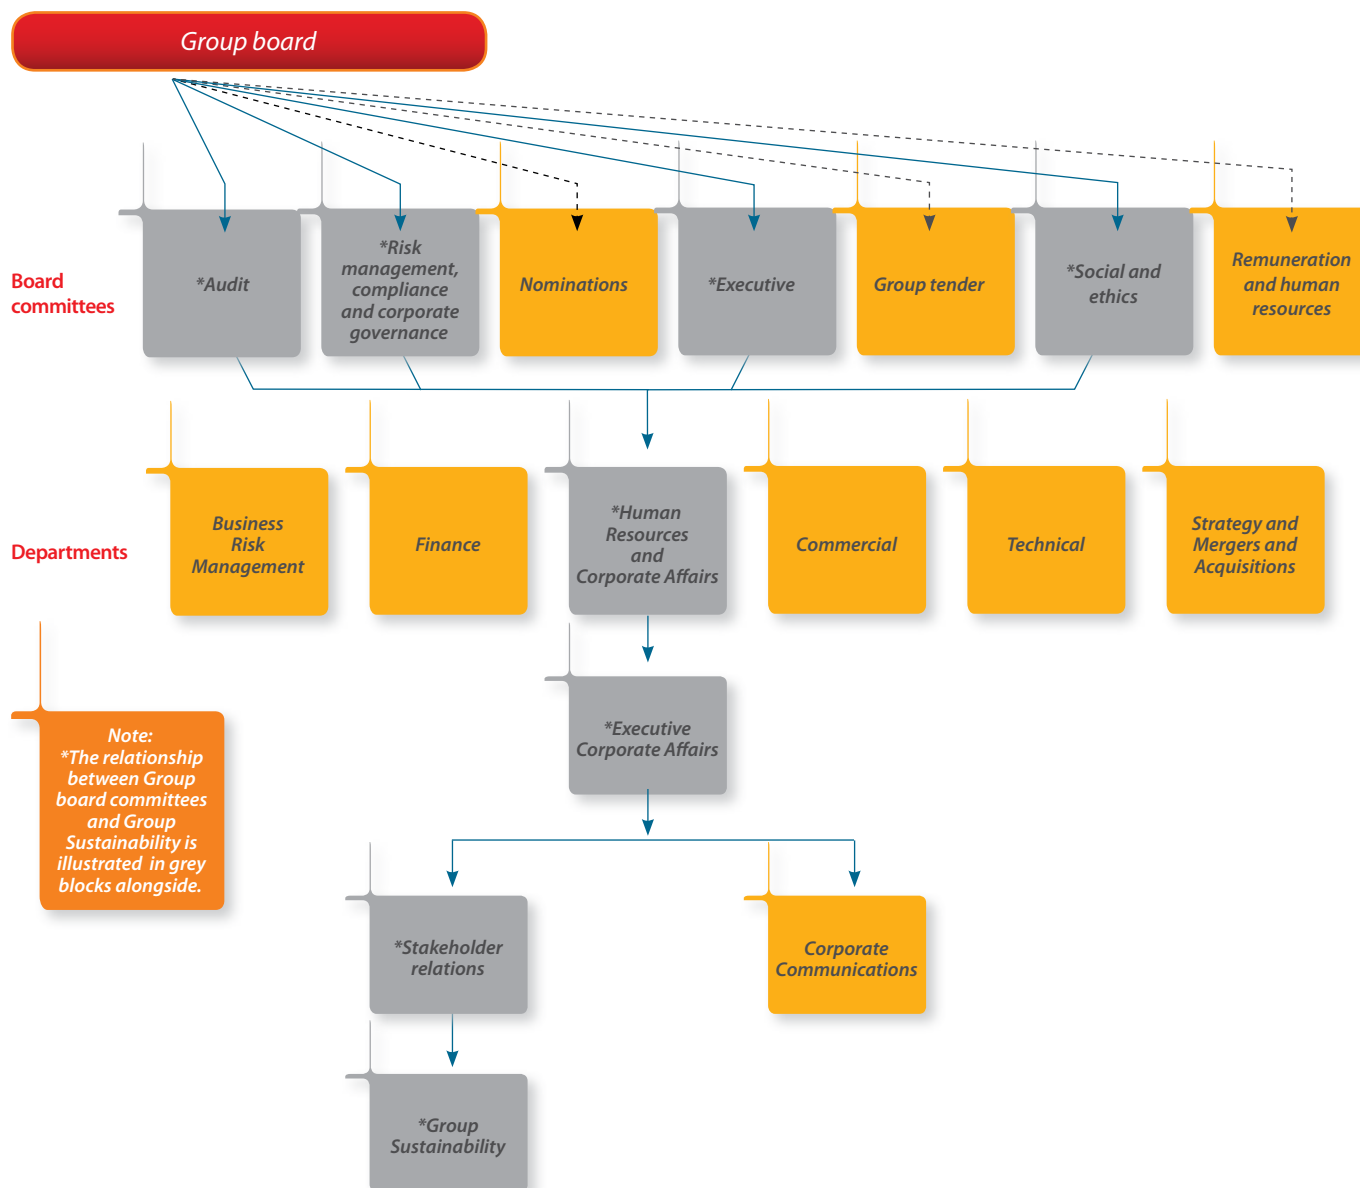 Group board
Board
committees
*Audit
*Risk
management,
compliance
and corporate
governance
Nominations
*Executive
Group tender
*Social and
ethics
Remuneration
and human
resources
Departments
Business
Risk
Management
Finance
*Human
Resources
and
Corporate Affairs
Commercial
Technical
Strategy and
Mergers and
Acquisitions
Note:
*The relationship
between Group
board committees
and Group
Sustainability is
illustrated in grey
blocks alongside.
*Executive
Corporate Affairs
*Stakeholder
relations
Corporate
Communications
*Group
Sustainability